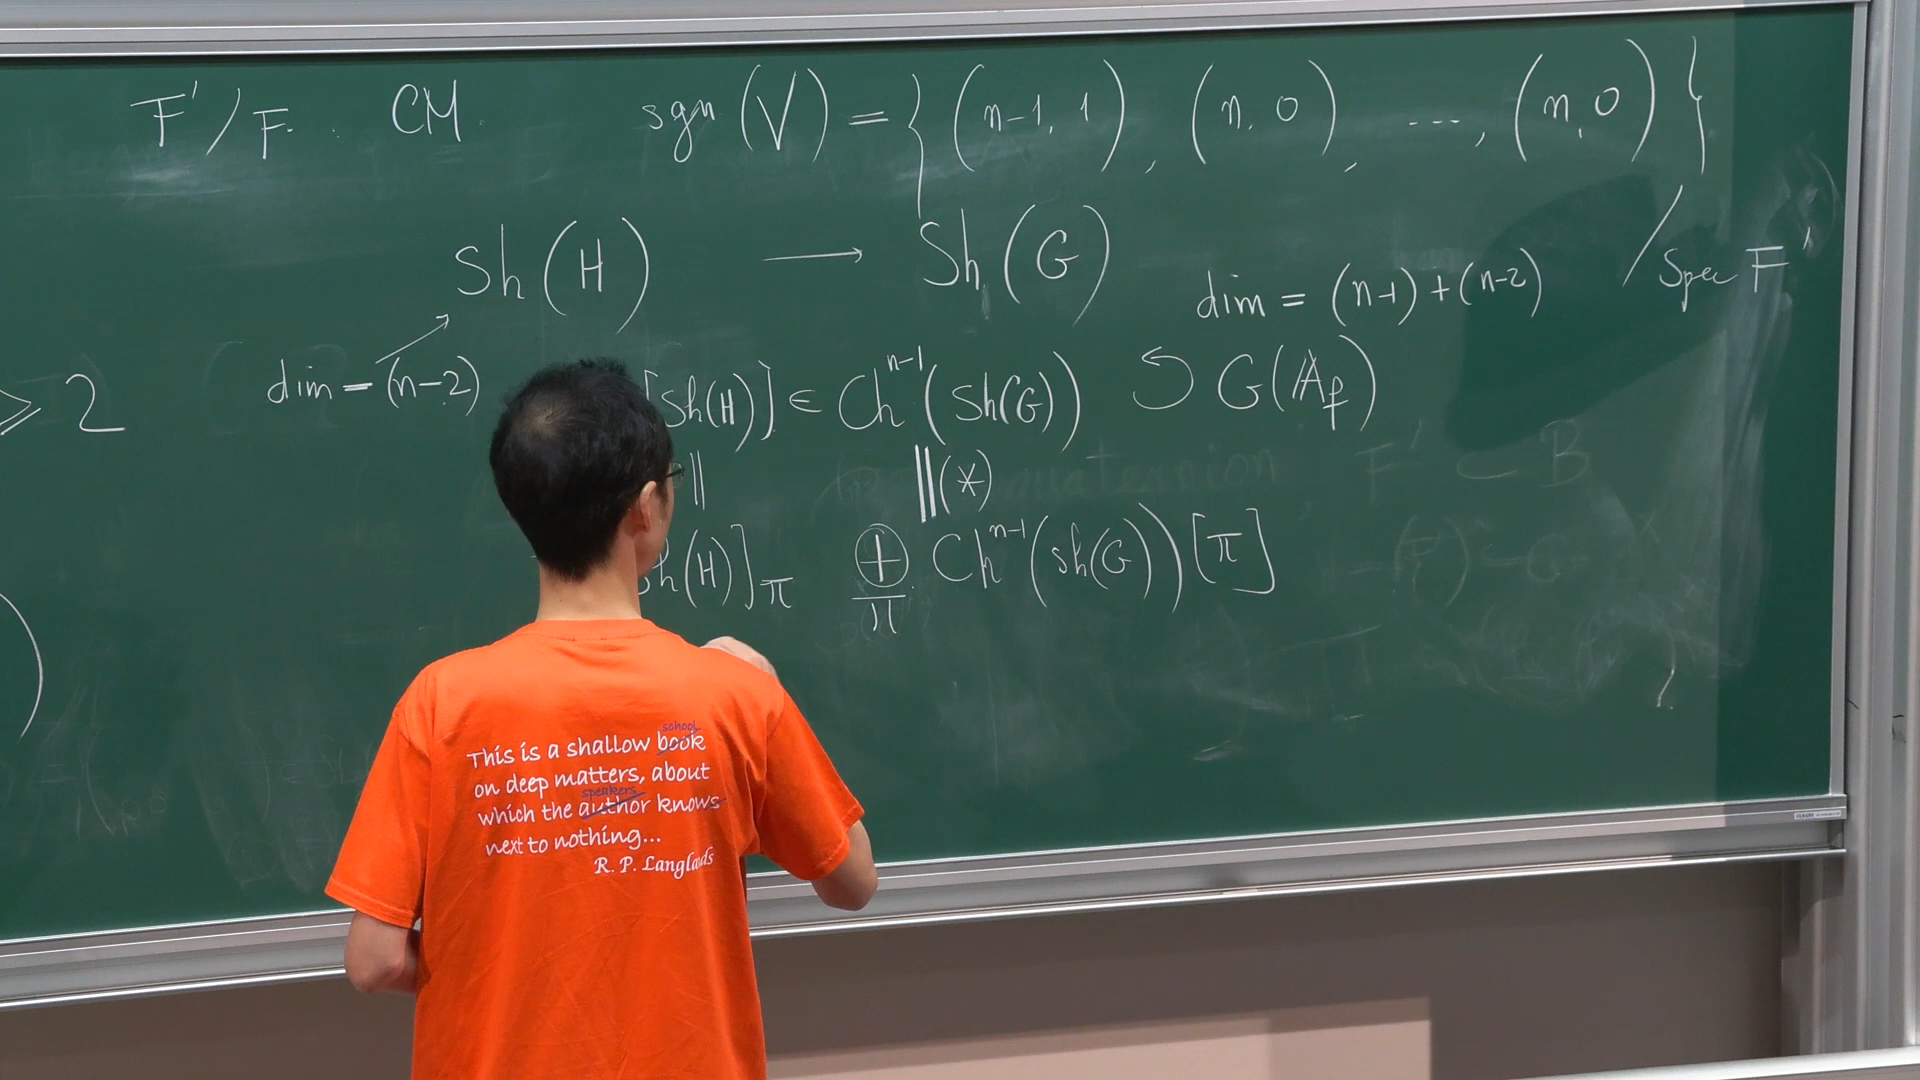 F'/F. CM. sgn(V) = {(n-1, 1), (n, 0), ..., (n, 0)}
Sh(H) ⟶ Sh(G) dim = (n-1)+(n-2) / Spec F'
dim = (n-2) [Sh(H)] ∈ Ch^{n-1}(Sh(G)) ↺ G(𝔸_f)
⩾ 2
|| ||(*)
Sh(H)]_π ⊕_π Ch^{n-1}(Sh(G))[π]
F' ⊂ B
This is a shallow book
school
on deep matters, about
speakers
which the author knows
next to nothing...
R. P. Langlands